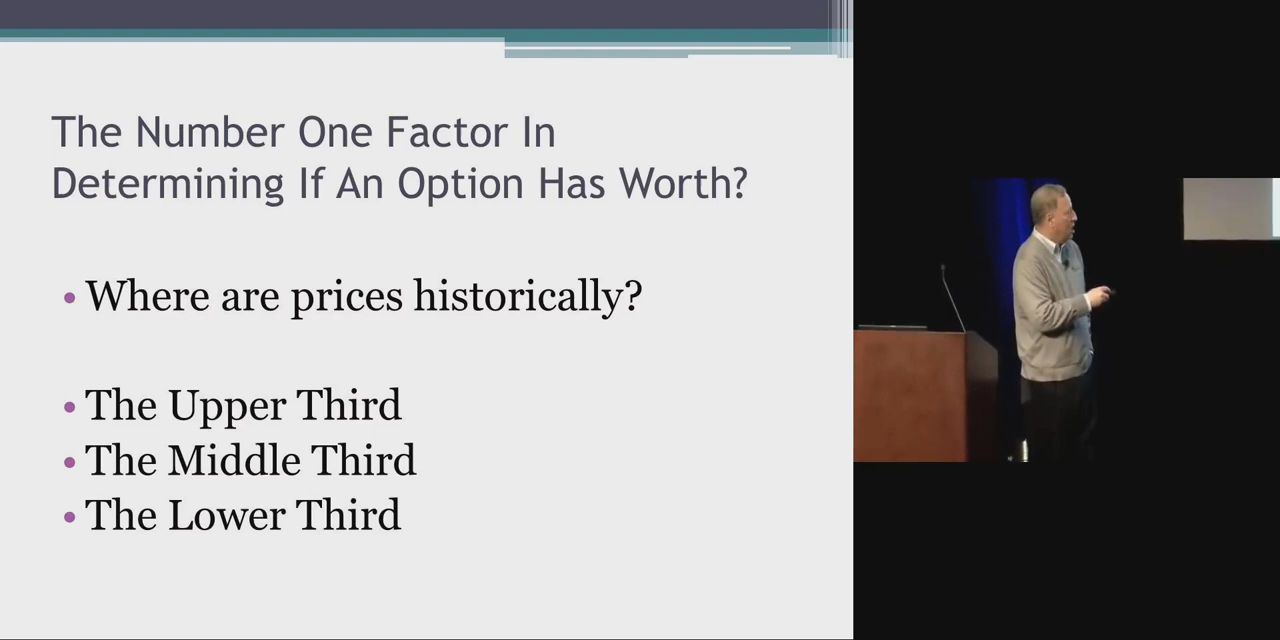 The Number One Factor In
Determining If An Option Has Worth?
• Where are prices historically?
• The Upper Third
• The Middle Third
• The Lower Third